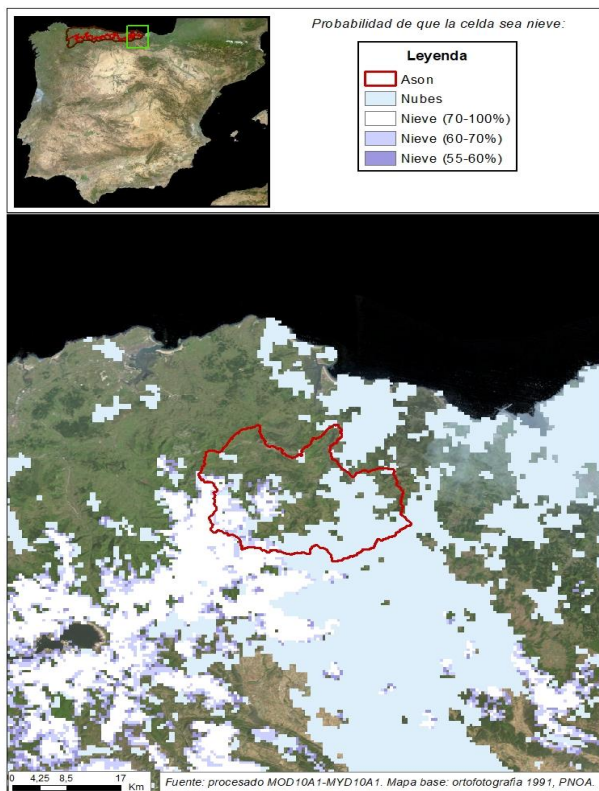 Probabilidad de que la celda sea nieve:
Leyenda
Ason
Nubes
Nieve (70-100%)
Nieve (60-70%)
Nieve (55-60%)
0 4,25 8,5 17
Km
Fuente: procesado MOD10A1-MYD10A1. Mapa base: ortofotografia 1991, PNOA.